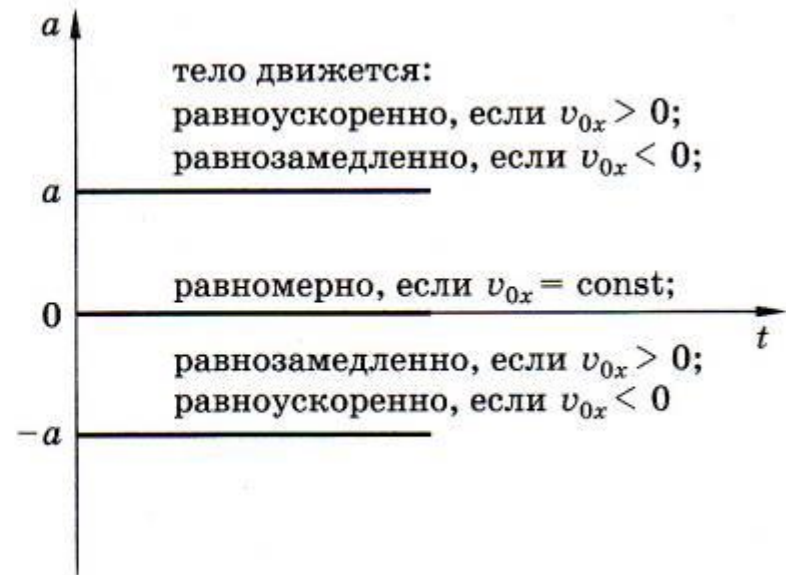 a
тело движется:
равноускоренно, если v₀ₓ > 0;
равнозамедленно, если v₀ₓ < 0;
a
равномерно, если v₀ₓ = const;
0
t
равнозамедленно, если v₀ₓ > 0;
равноускоренно, если v₀ₓ < 0
−a